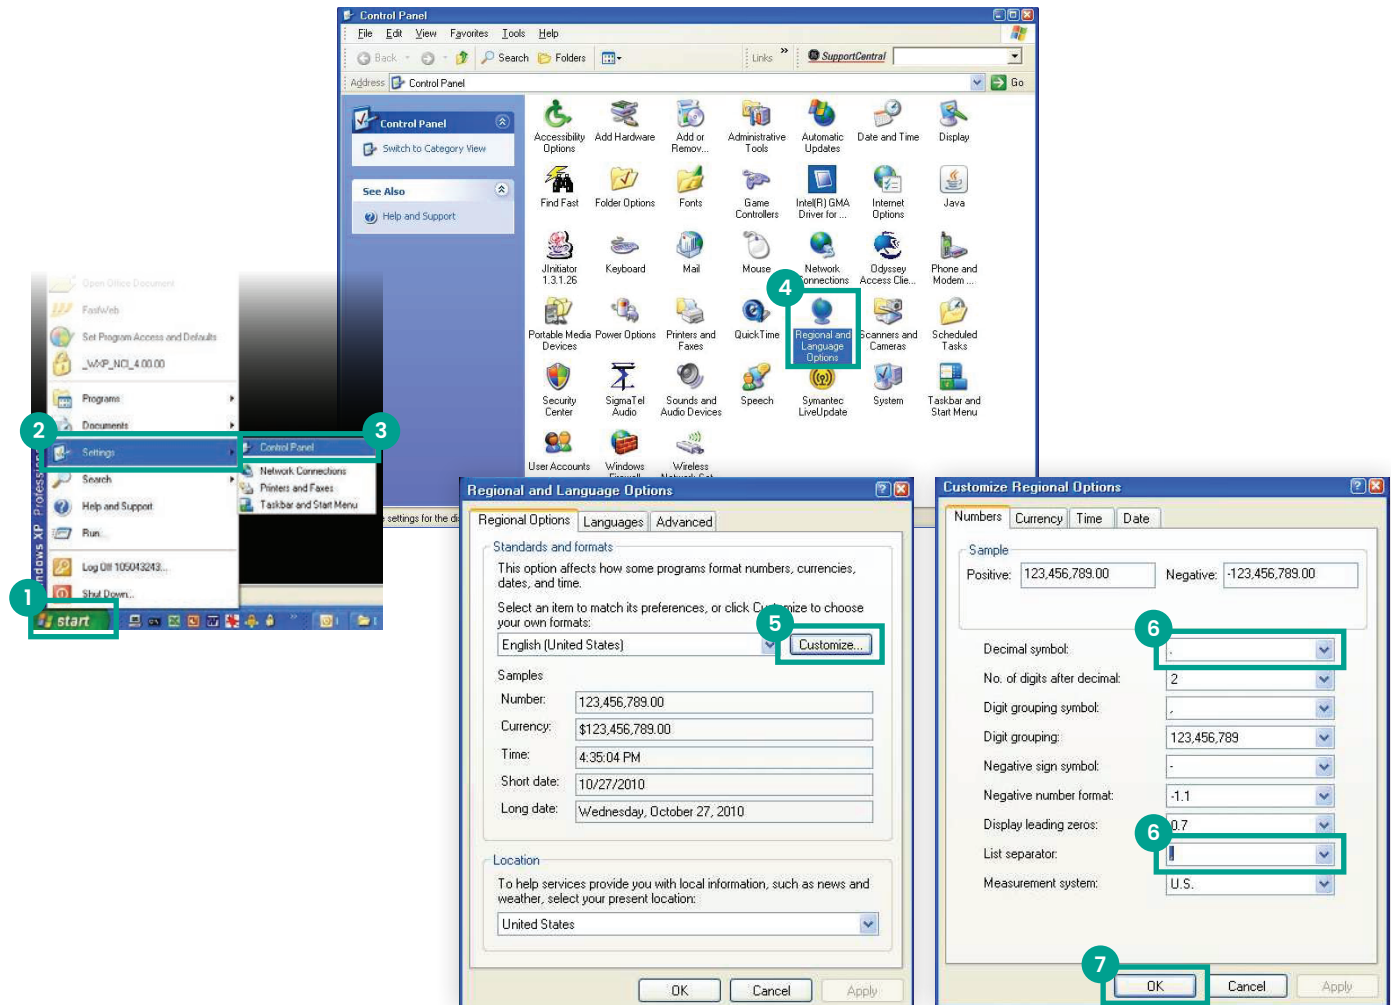 Control Panel
File Edit View Favorites Tools Help
Back Search Folders Links » SupportCentral
Address Control Panel Go
Control Panel
Switch to Category View
See Also
Help and Support
Accessibility Options
Add Hardware
Add or Remov...
Administrative Tools
Automatic Updates
Date and Time
Display
Find Fast
Folder Options
Fonts
Game Controllers
Intel(R) GMA Driver for ...
Internet Options
Java
JInitiator 1.3.1.26
Keyboard
Mail
Mouse
Network Connections
Odyssey Access Clie...
Phone and Modem ...
4
Portable Media Devices
Power Options
Printers and Faxes
QuickTime
Regional and Language Options
Scanners and Cameras
Scheduled Tasks
Security Center
SigmaTel Audio
Sounds and Audio Devices
Speech
Symantec LiveUpdate
System
Taskbar and Start Menu
User Accounts
Windows Firewall
Wireless
settings for the dis
Open Office Document
FastWeb
Set Program Access and Defaults
_WXP_NCI_4.00.00
Programs
Documents
2
Settings
3
Control Panel
Network Connections
Printers and Faxes
Taskbar and Start Menu
Search
Help and Support
Run...
Log Off 105043243...
Shut Down...
ndows XP Professional
1
start
Regional and Language Options
Regional Options Languages Advanced
Standards and formats
This option affects how some programs format numbers, currencies,
dates, and time.
Select an item to match its preferences, or click Customize to choose
your own formats:
5
English (United States) Customize...
Samples
Number: 123,456,789.00
Currency: $123,456,789.00
Time: 4:35:04 PM
Short date: 10/27/2010
Long date: Wednesday, October 27, 2010
Location
To help services provide you with local information, such as news and
weather, select your present location:
United States
OK Cancel Apply
Customize Regional Options
Numbers Currency Time Date
Sample
Positive: 123,456,789.00 Negative: -123,456,789.00
6
Decimal symbol: .
No. of digits after decimal: 2
Digit grouping symbol: ,
Digit grouping: 123,456,789
Negative sign symbol: -
Negative number format: -1.1
Display leading zeros: 0.7
6
List separator: ,
Measurement system: U.S.
7
OK Cancel Apply